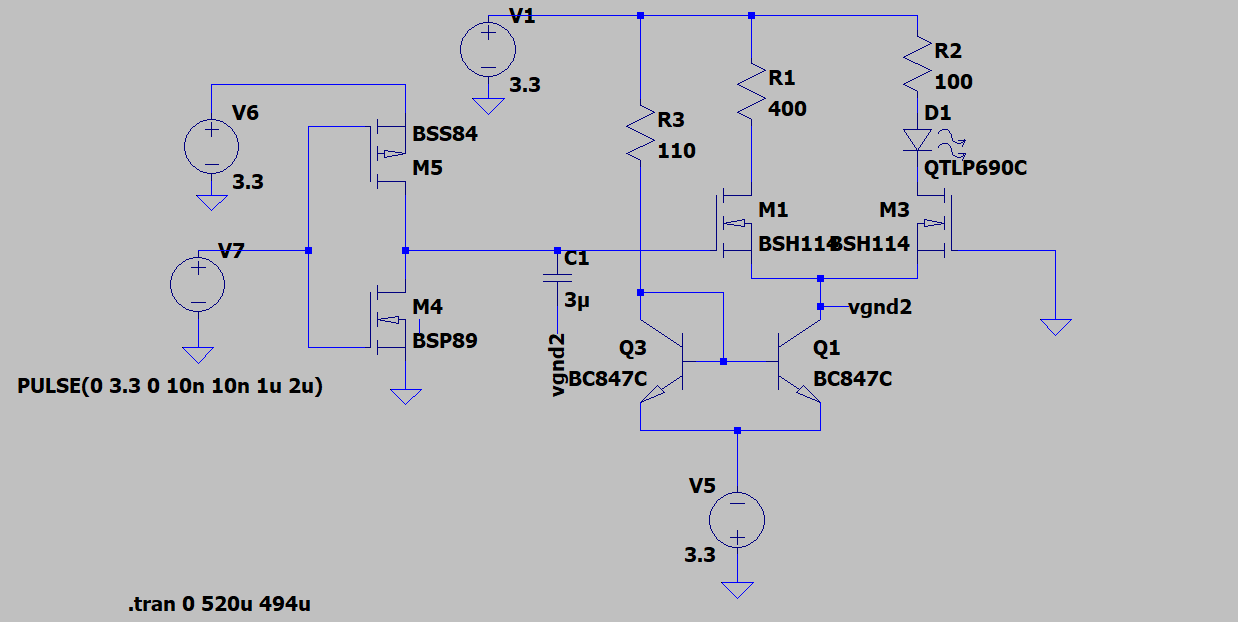 V1
3.3
V6
3.3
BSS84
M5
R3
110
R1
400
R2
100
D1
QTLP690C
M1
BSH114
M3
BSH114
V7
C1
3µ
vgnd2
M4
BSP89
vgnd2
Q3
BC847C
Q1
BC847C
PULSE(0 3.3 0 10n 10n 1u 2u)
V5
3.3
.tran 0 520u 494u